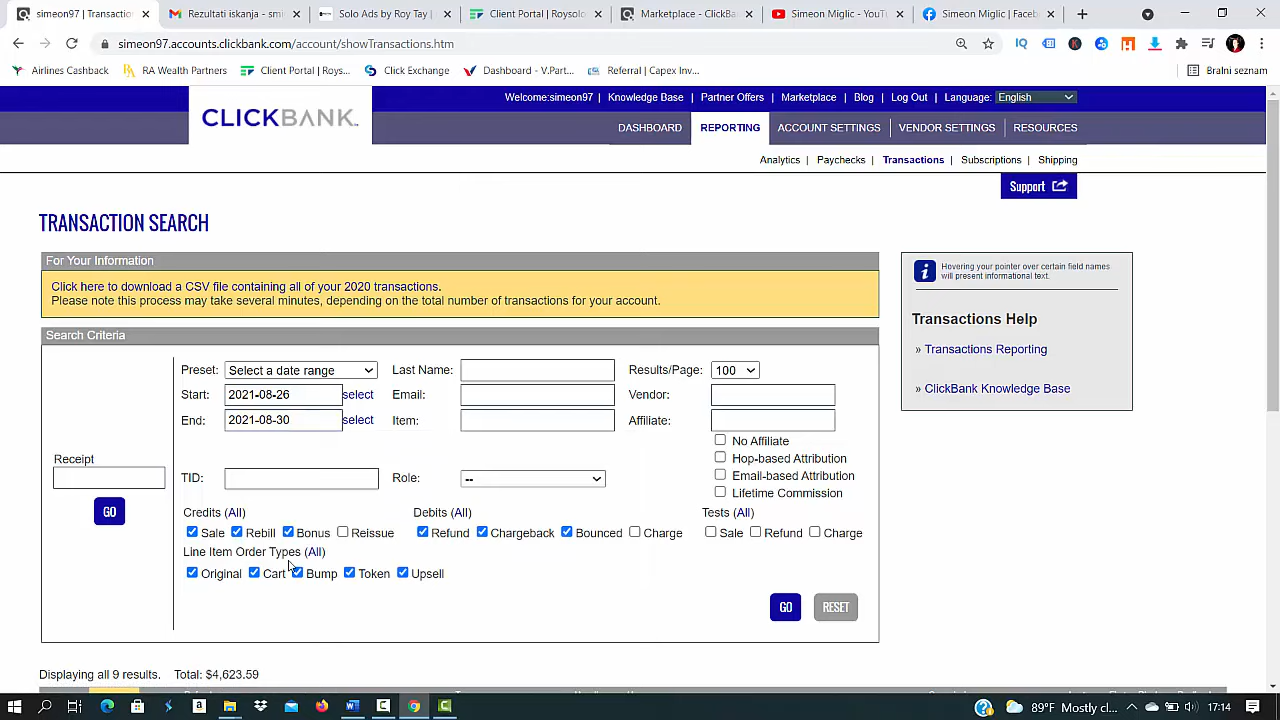 simeon97 | Transactio
Rezultati iskanja - smi
Solo Ads by Roy Tay |
Client Portal | Roysolo
Marketplace - ClickBa
Simeon Miglic - YouTu
Simeon Miglic | Faceb
simeon97.accounts.clickbank.com/account/showTransactions.htm
Airlines Cashback
RA Wealth Partners
Client Portal | Roys...
Click Exchange
Dashboard - V.Part...
Referral | Capex Inv...
Bralni seznam
Welcome:simeon97 | Knowledge Base | Partner Offers | Marketplace | Blog | Log Out | Language: English
CLICKBANK
DASHBOARD
REPORTING
ACCOUNT SETTINGS
VENDOR SETTINGS
RESOURCES
Analytics | Paychecks | Transactions | Subscriptions | Shipping
Support
TRANSACTION SEARCH
For Your Information
Click here to download a CSV file containing all of your 2020 transactions.
Please note this process may take several minutes, depending on the total number of transactions for your account.
Hovering your pointer over certain field names
will present informational text.
Transactions Help
» Transactions Reporting
» ClickBank Knowledge Base
Search Criteria
Preset: Select a date range Last Name: Results/Page: 100
Start: 2021-08-26 select Email: Vendor:
End: 2021-08-30 select Item: Affiliate:
No Affiliate
Hop-based Attribution
Email-based Attribution
Lifetime Commission
Receipt
GO
TID: Role: --
Credits (All) Debits (All) Tests (All)
Sale Rebill Bonus Reissue Refund Chargeback Bounced Charge Sale Refund Charge
Line Item Order Types (All)
Original Cart Bump Token Upsell
GO RESET
Displaying all 9 results. Total: $4,623.59
89°F Mostly cl...
17:14